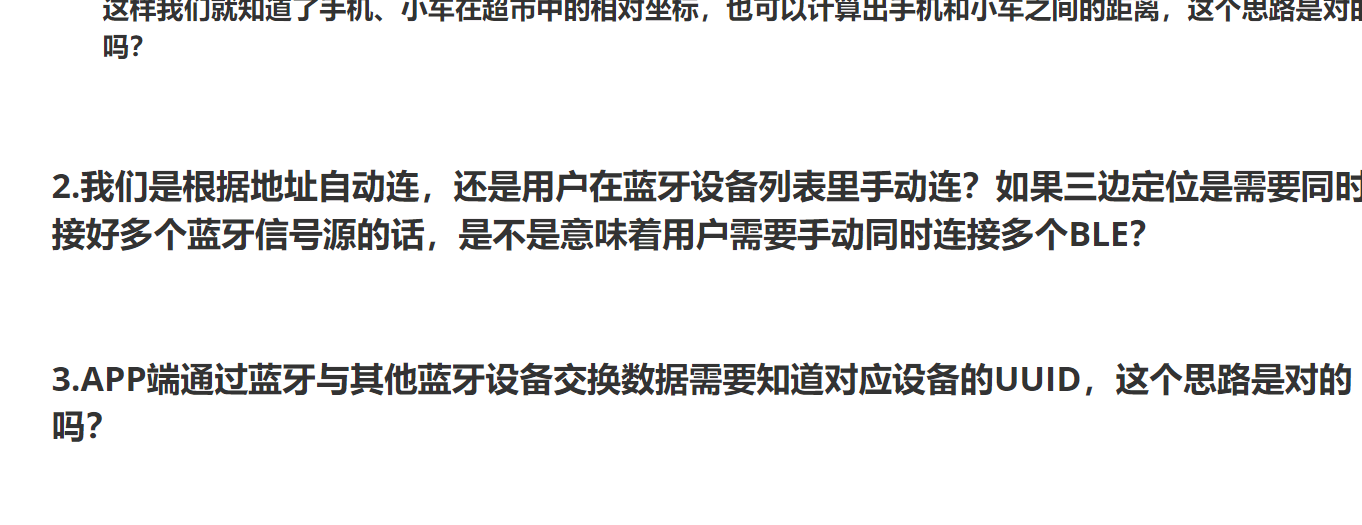 这样我们就知道了手机、小车在超市中的相对坐标，也可以计算出手机和小车之间的距离，这个思路是对的
吗？
2.我们是根据地址自动连，还是用户在蓝牙设备列表里手动连？如果三边定位是需要同时
接好多个蓝牙信号源的话，是不是意味着用户需要手动同时连接多个BLE？
3.APP端通过蓝牙与其他蓝牙设备交换数据需要知道对应设备的UUID，这个思路是对的
吗？